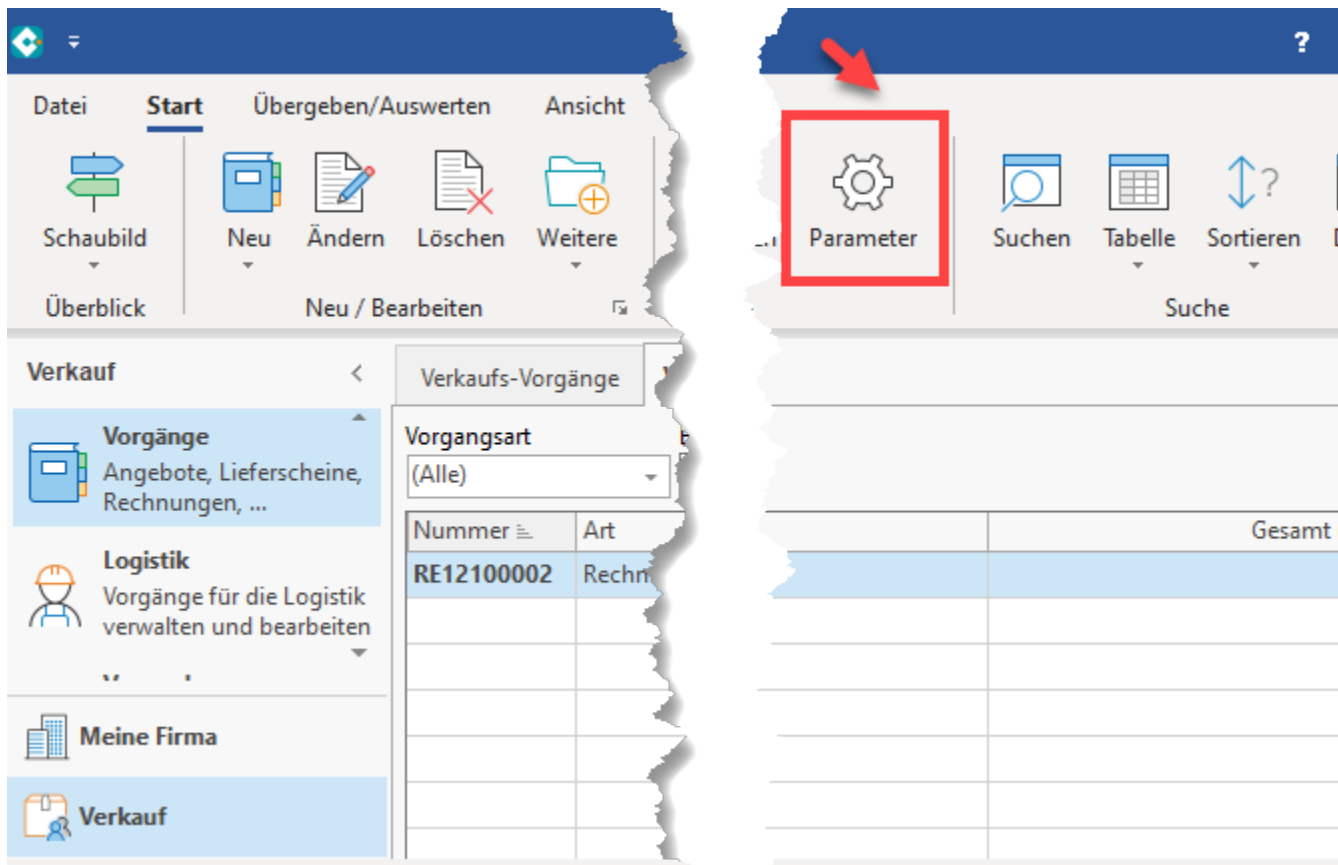 ?
Datei Start Übergeben/Auswerten Ansicht
Schaubild Neu Ändern Löschen Weitere Parameter Suchen Tabelle Sortieren
Überblick Neu / Bearbeiten Suche
Verkauf
Verkaufs-Vorgänge
Vorgänge
Angebote, Lieferscheine,
Rechnungen, ...
Vorgangsart
(Alle)
Nummer Art Gesamt
Logistik
Vorgänge für die Logistik
verwalten und bearbeiten
RE12100002 Rechn
Meine Firma
Verkauf